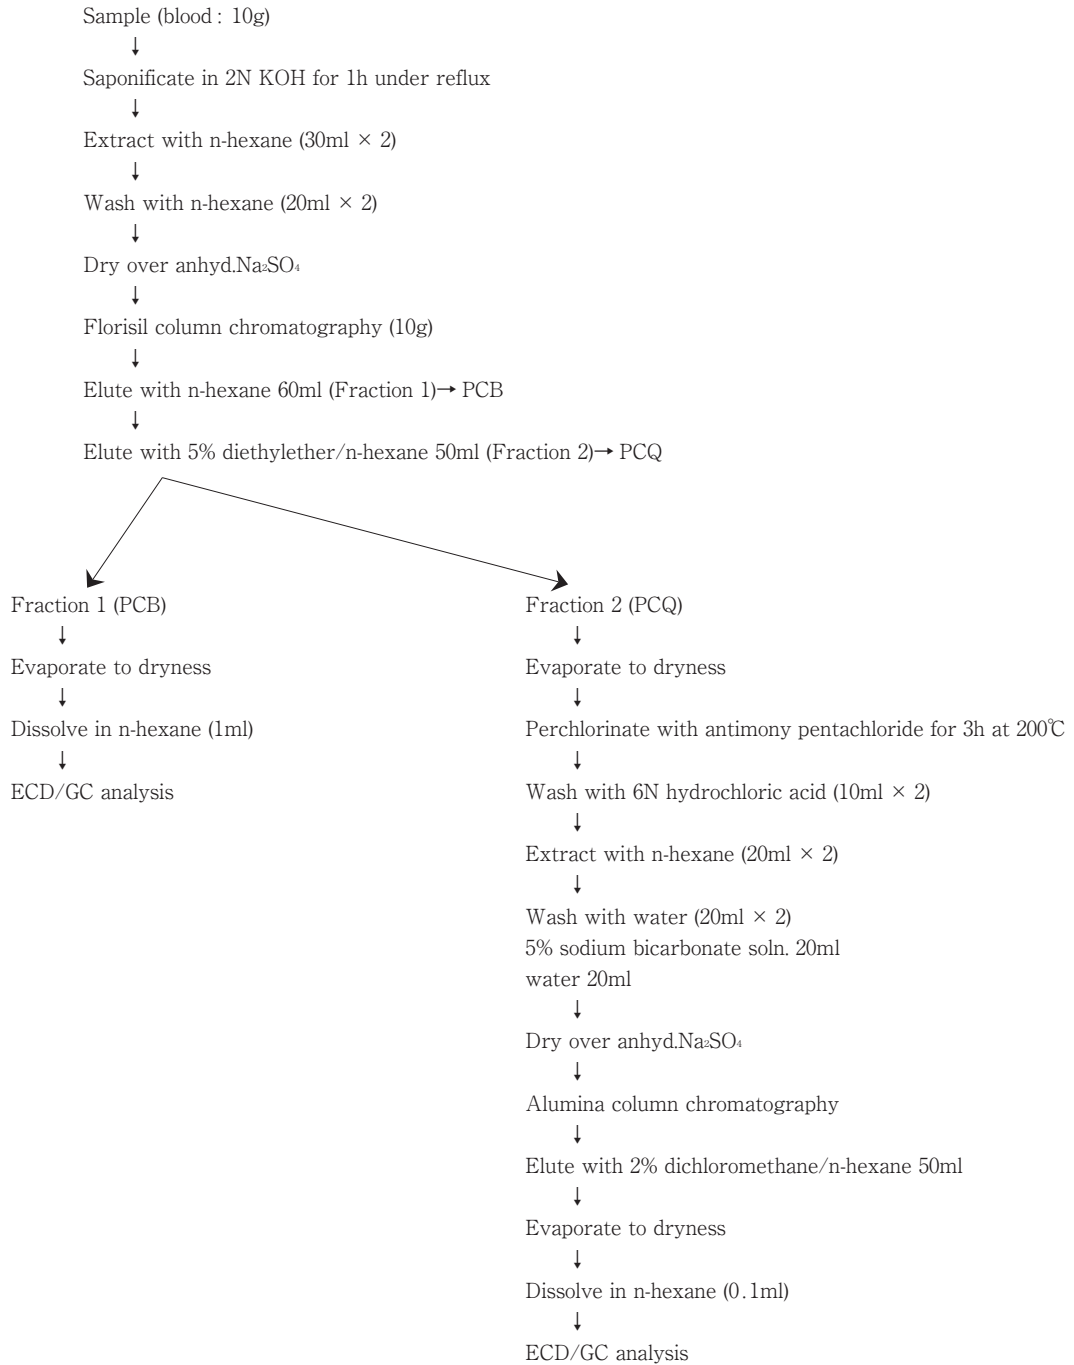 Sample (blood : 10g)
↓
Saponificate in 2N KOH for 1h under reflux
↓
Extract with n-hexane (30ml × 2)
↓
Wash with n-hexane (20ml × 2)
↓
Dry over anhyd.Na₂SO₄
↓
Florisil column chromatography (10g)
↓
Elute with n-hexane 60ml (Fraction 1)→ PCB
↓
Elute with 5% diethylether/n-hexane 50ml (Fraction 2)→ PCQ
Fraction 1 (PCB)
↓
Evaporate to dryness
↓
Dissolve in n-hexane (1ml)
↓
ECD/GC analysis
Fraction 2 (PCQ)
↓
Evaporate to dryness
↓
Perchlorinate with antimony pentachloride for 3h at 200℃
↓
Wash with 6N hydrochloric acid (10ml × 2)
↓
Extract with n-hexane (20ml × 2)
↓
Wash with water (20ml × 2)
5% sodium bicarbonate soln. 20ml
water 20ml
↓
Dry over anhyd.Na₂SO₄
↓
Alumina column chromatography
↓
Elute with 2% dichloromethane/n-hexane 50ml
↓
Evaporate to dryness
↓
Dissolve in n-hexane (0.1ml)
↓
ECD/GC analysis